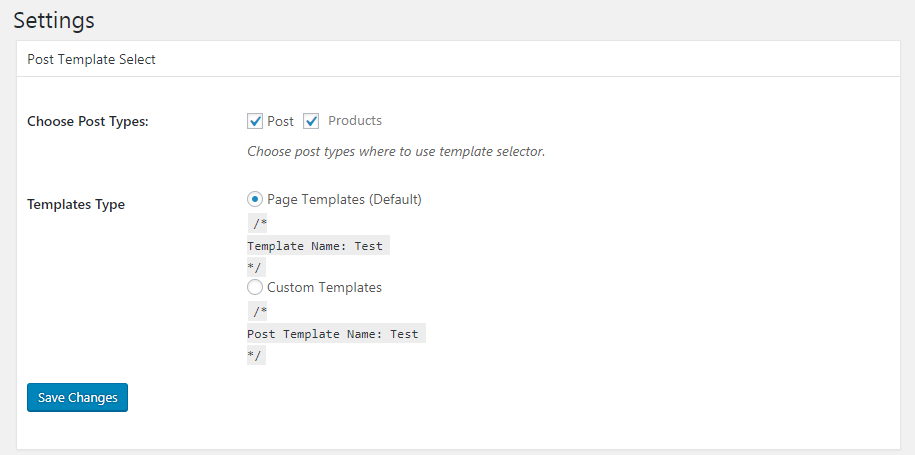 Settings
Post Template Select
Choose Post Types: Post Products
Choose post types where to use template selector.
Templates Type Page Templates (Default)
/*
Template Name: Test
*/
Custom Templates
/*
Post Template Name: Test
*/
Save Changes